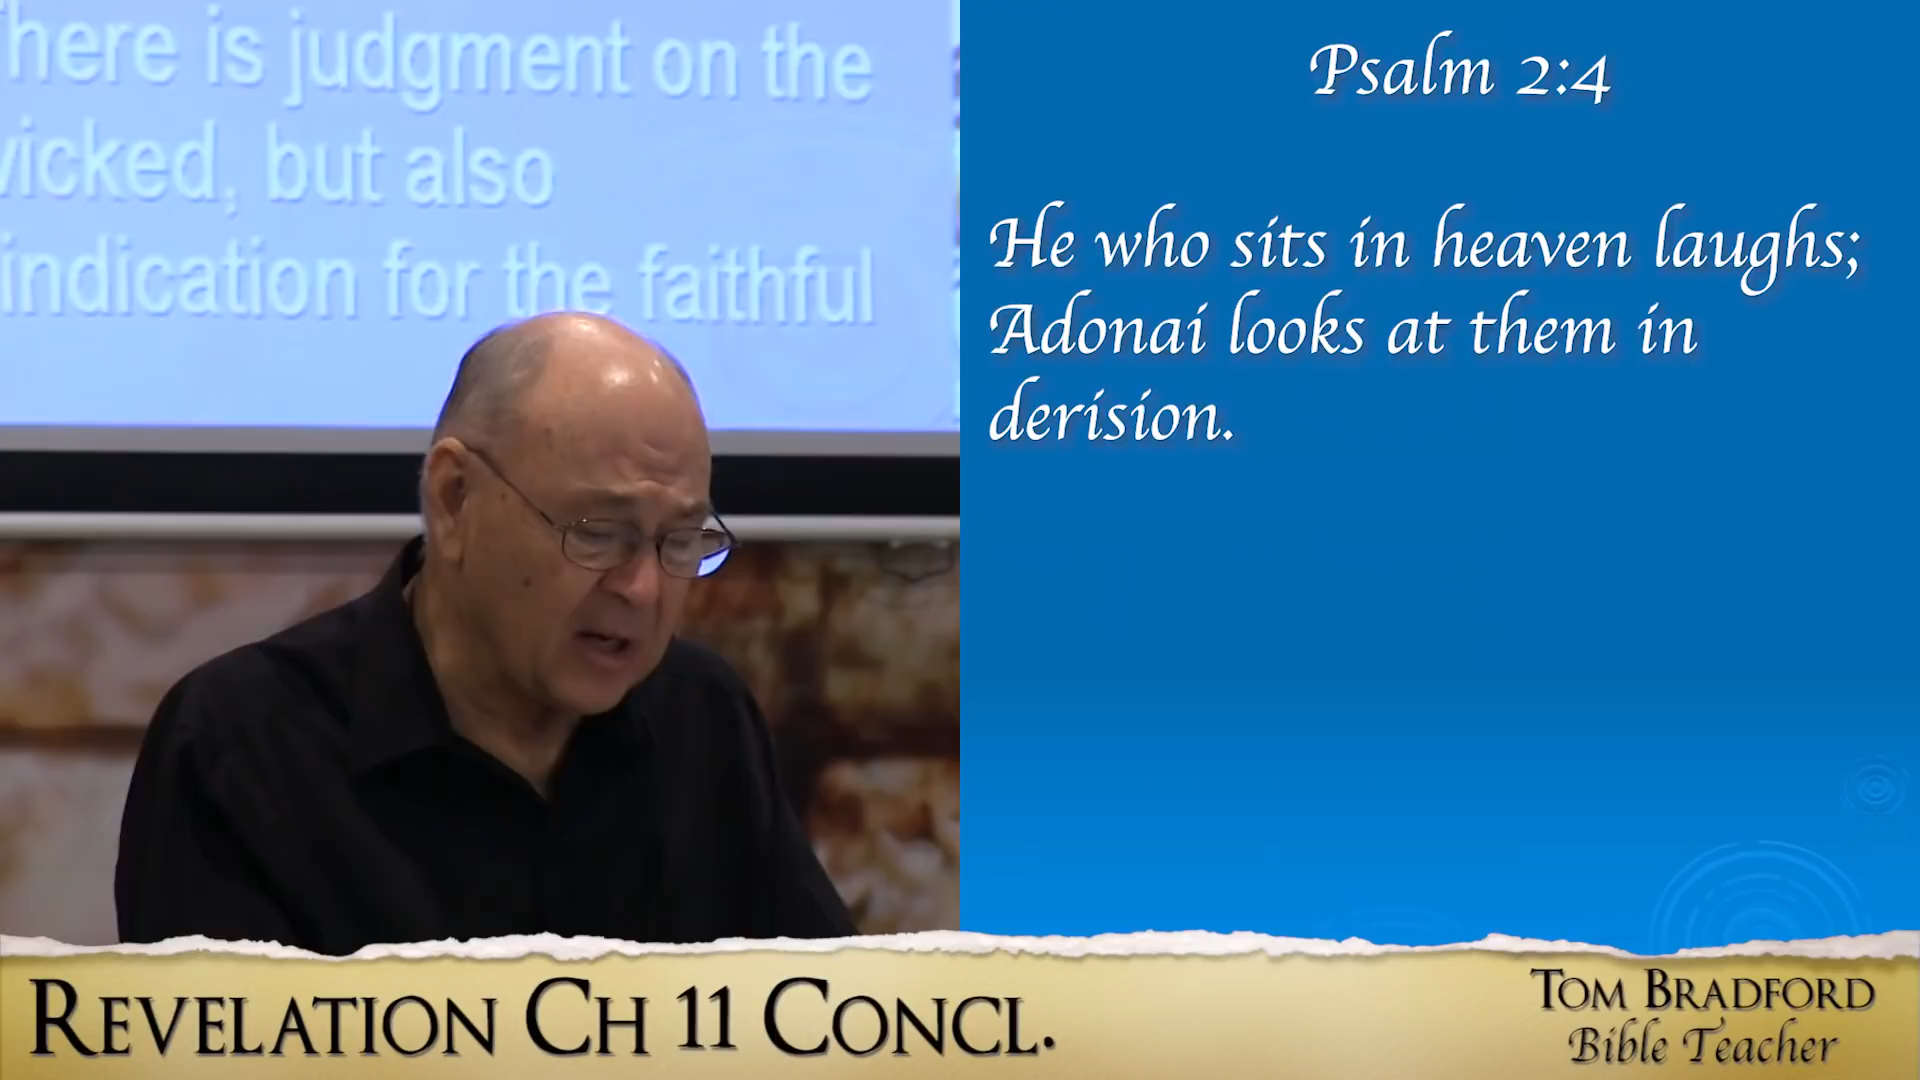 here is judgment on the
wicked, but also
indication for the faithful
Psalm 2:4
He who sits in heaven laughs;
Adonai looks at them in
derision.
Revelation Ch 11 Concl.
Tom Bradford
Bible Teacher